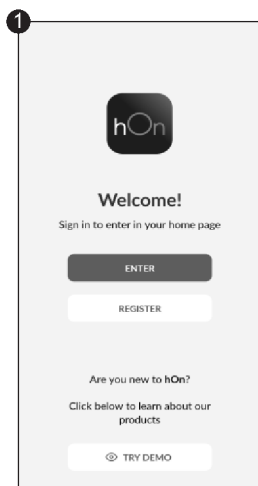 1
hOn
Welcome!
Sign in to enter in your home page
ENTER
REGISTER
Are you new to hOn?
Click below to learn about our
products
TRY DEMO